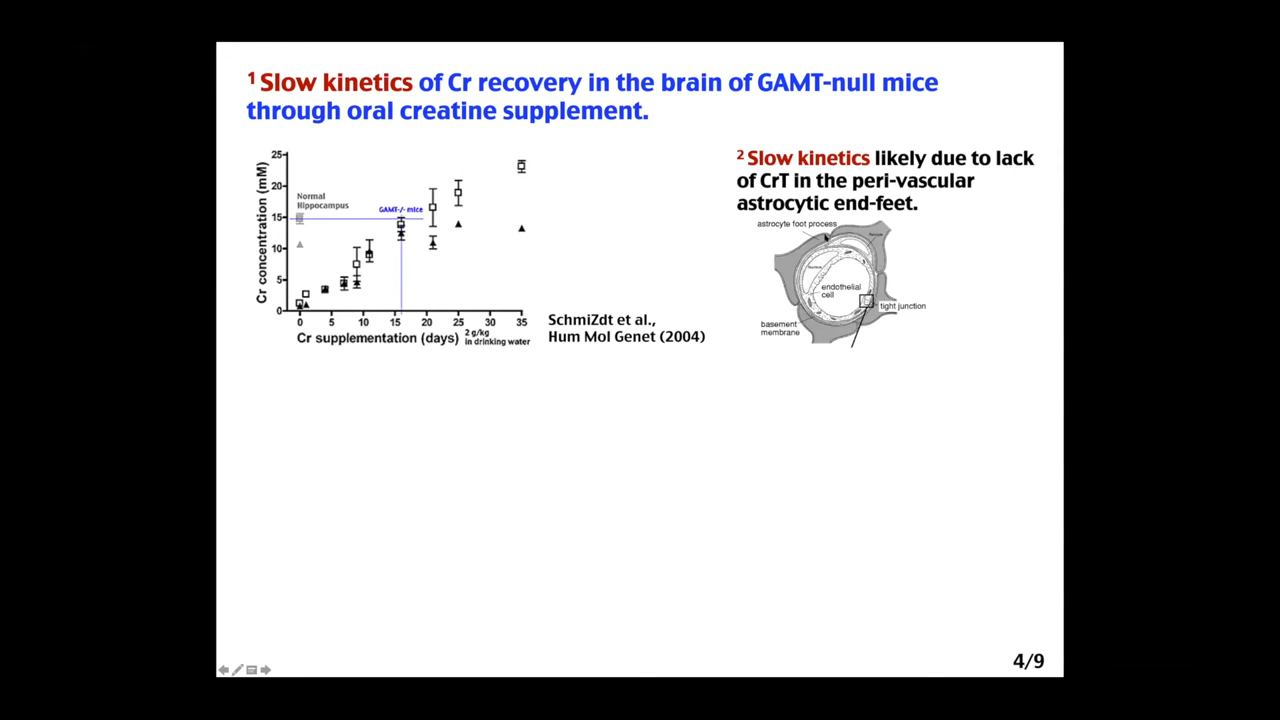 ¹ Slow kinetics of Cr recovery in the brain of GAMT-null mice
through oral creatine supplement.
Cr concentration (mM)
25
20
15
10
5
0
Normal
Hippocampus
GAMT-/- mice
0 5 10 15 20 25 30 35
Cr supplementation (days)
2 g/kg
in drinking water
SchmiZdt et al.,
Hum Mol Genet (2004)
² Slow kinetics likely due to lack
of CrT in the peri-vascular
astrocytic end-feet.
astrocyte foot process
Nucleus
endothelial
cell
tight junction
basement
membrane
4/9